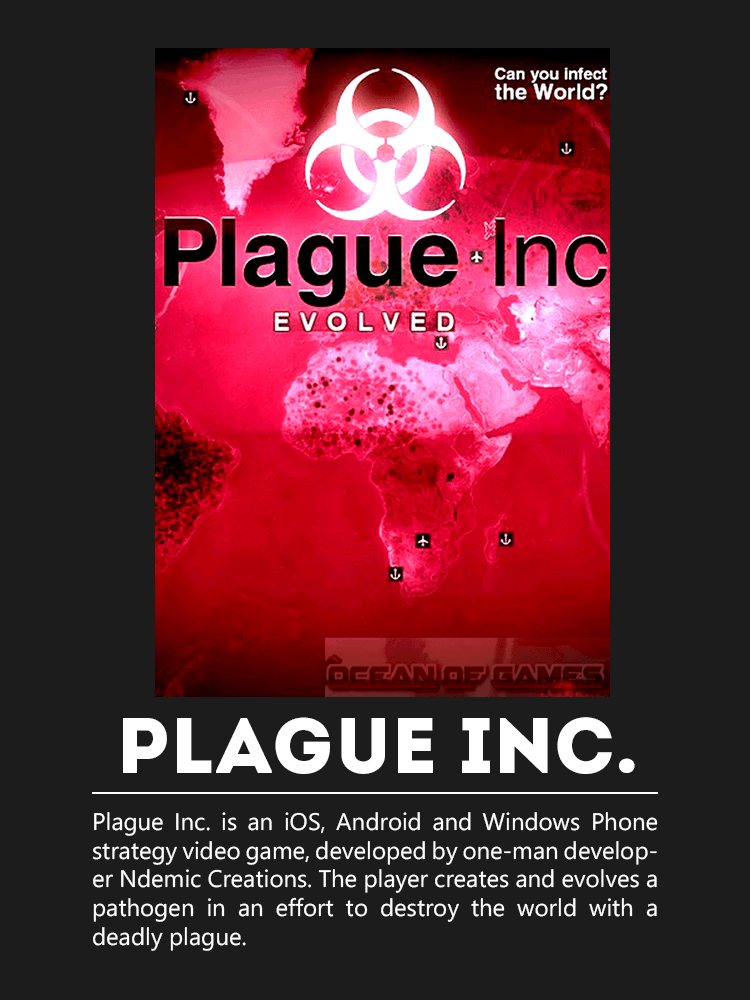 Can you infect
the World?
Plague Inc
EVOLVED
OCEAN OF GAMES
PLAGUE INC.
Plague Inc. is an iOS, Android and Windows Phone
strategy video game, developed by one-man develop-
er Ndemic Creations. The player creates and evolves a
pathogen in an effort to destroy the world with a
deadly plague.